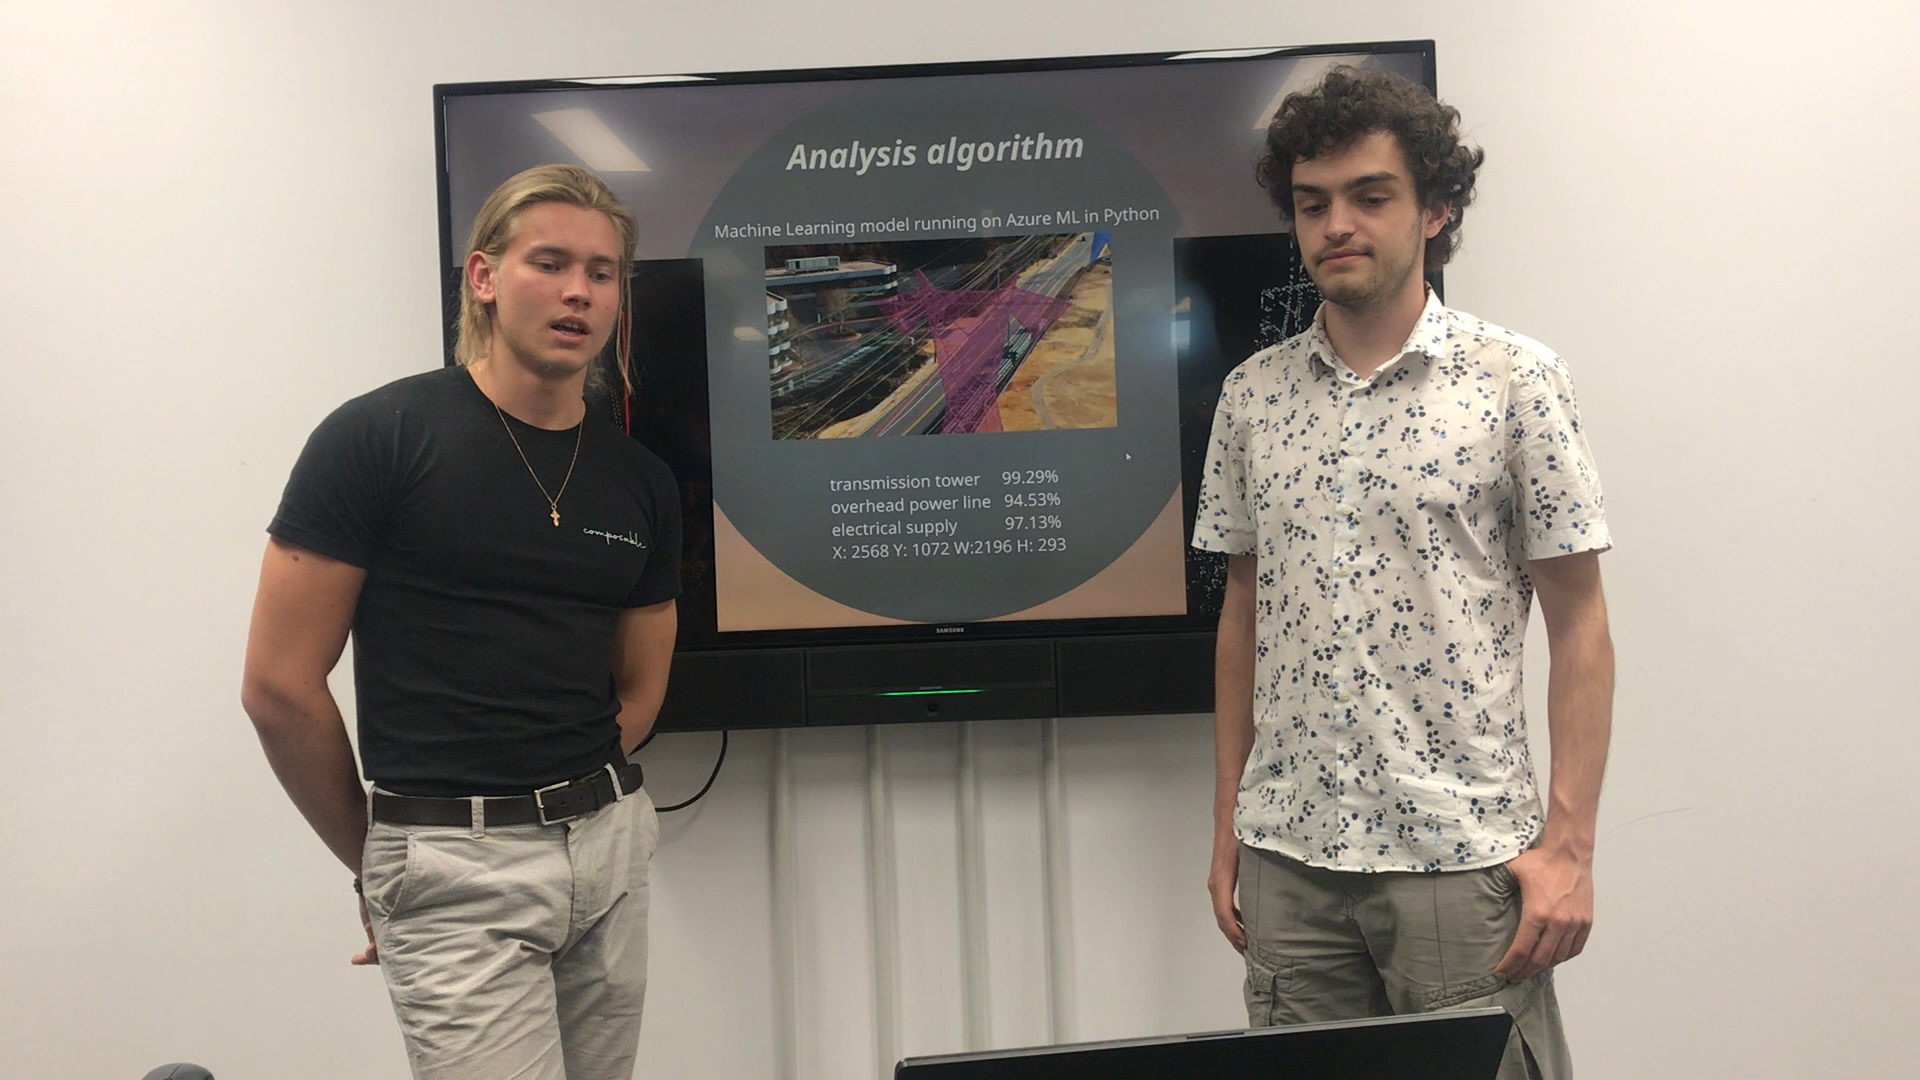 Analysis algorithm
Machine Learning model running on Azure ML in Python
transmission tower 99.29%
overhead power line 94.53%
electrical supply 97.13%
X: 2568 Y: 1072 W:2196 H: 293
composable
SAMSUNG